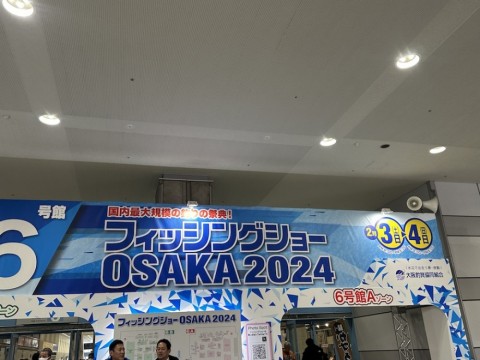 6
号館
国内最大規模の釣りの祭典!
フィッシングショー
OSAKA 2024
2月3土4日
大阪釣具協同組合
6号館Aゾーン
フィッシングショー OSAKA 2024